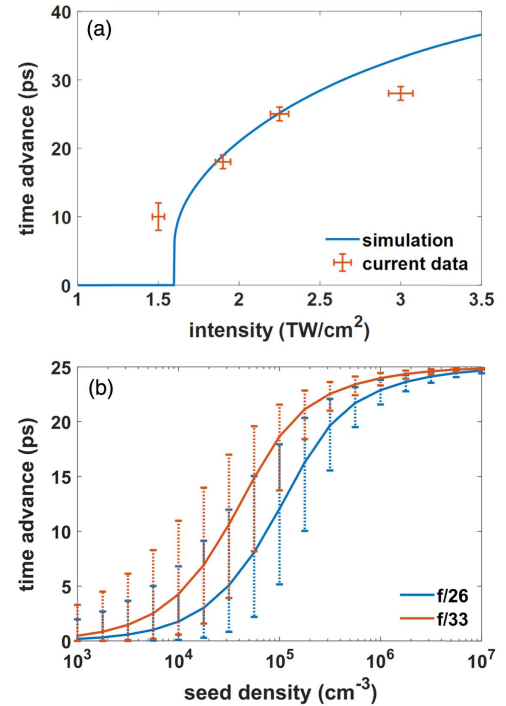 (a)
40
30
20
10
0
time advance (ps)
1 1.5 2 2.5 3 3.5
intensity (TW/cm²)
simulation
current data
(b)
25
20
15
10
5
0
time advance (ps)
10³ 10⁴ 10⁵ 10⁶ 10⁷
seed density (cm⁻³)
f/26
f/33